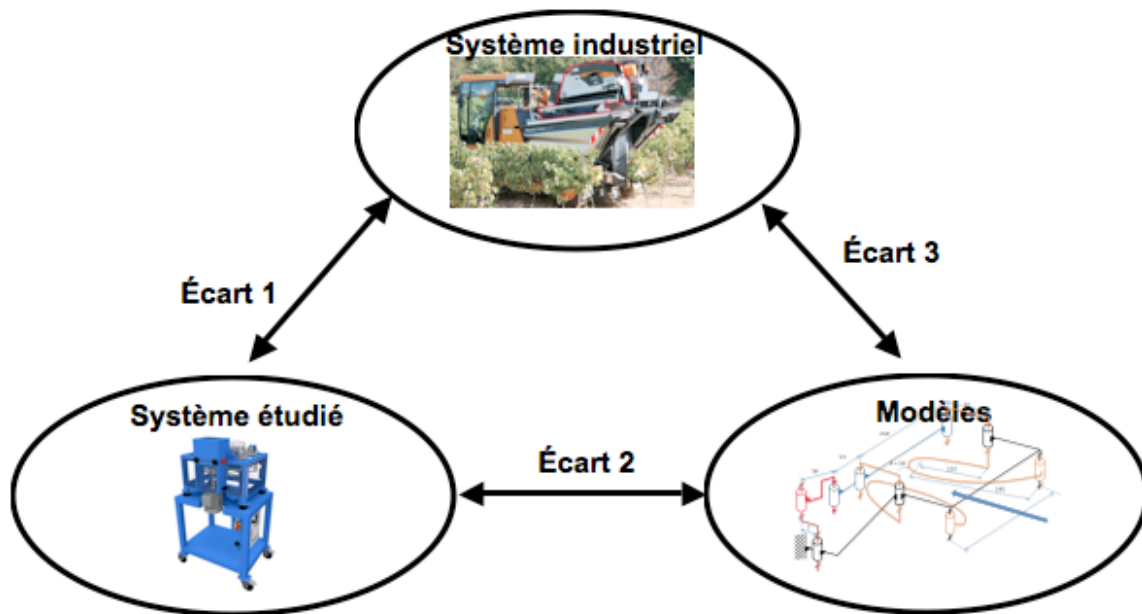 Système industriel
Écart 1
Écart 3
Système étudié
Modèles
Écart 2